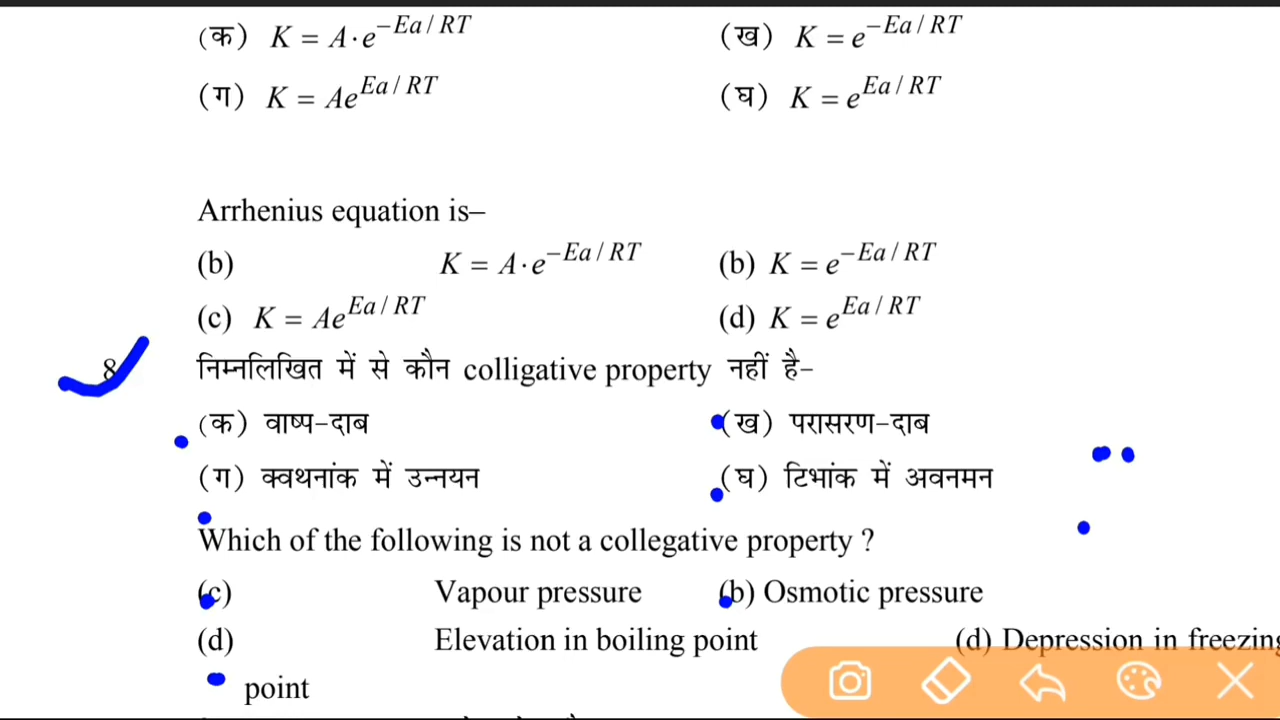 (क) K = A·e^{-Ea/RT} (ख) K = e^{-Ea/RT}
(ग) K = Ae^{Ea/RT} (घ) K = e^{Ea/RT}
Arrhenius equation is–
(b) K = A·e^{-Ea/RT} (b) K = e^{-Ea/RT}
(c) K = Ae^{Ea/RT} (d) K = e^{Ea/RT}
8 निम्नलिखित में से कौन colligative property नहीं है–
(क) वाष्प-दाब (ख) परासरण-दाब
(ग) क्वथनांक में उन्नयन (घ) टिभांक में अवनमन
Which of the following is not a collegative property ?
(c) Vapour pressure (b) Osmotic pressure
(d) Elevation in boiling point (d) Depression in freezing
point